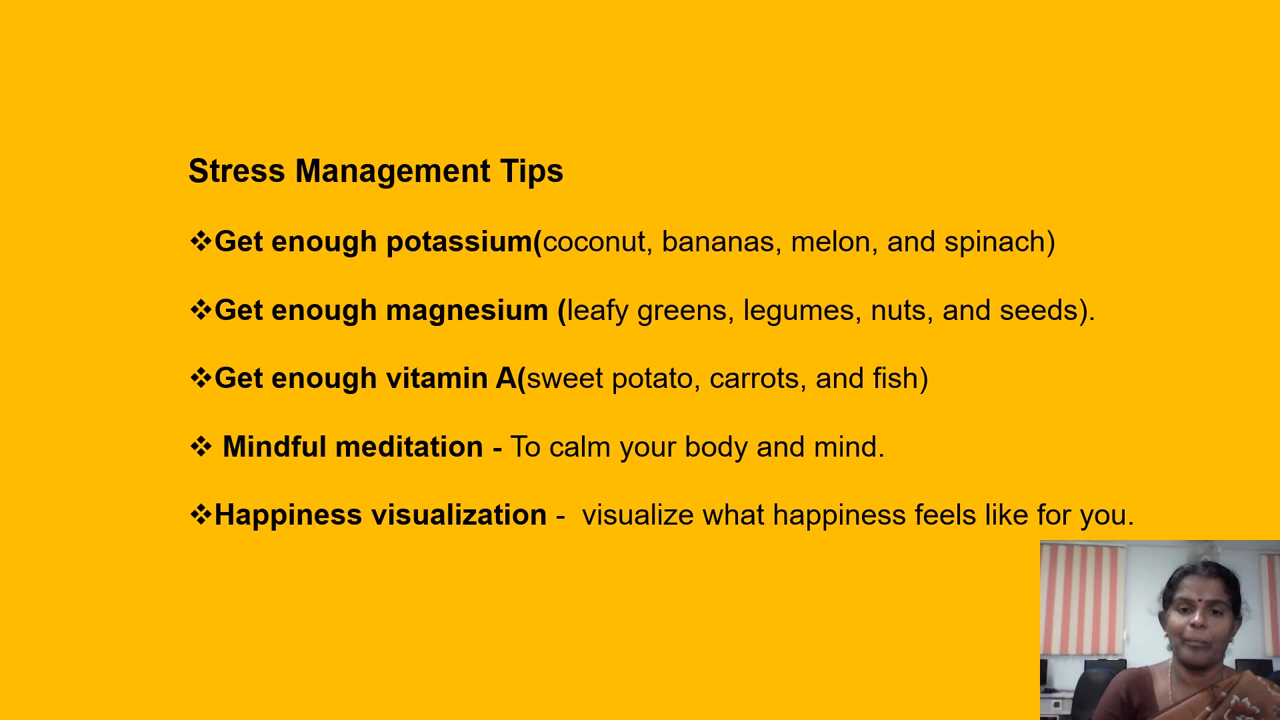 Stress Management Tips
❖Get enough potassium(coconut, bananas, melon, and spinach)
❖Get enough magnesium (leafy greens, legumes, nuts, and seeds).
❖Get enough vitamin A(sweet potato, carrots, and fish)
❖ Mindful meditation - To calm your body and mind.
❖Happiness visualization -  visualize what happiness feels like for you.